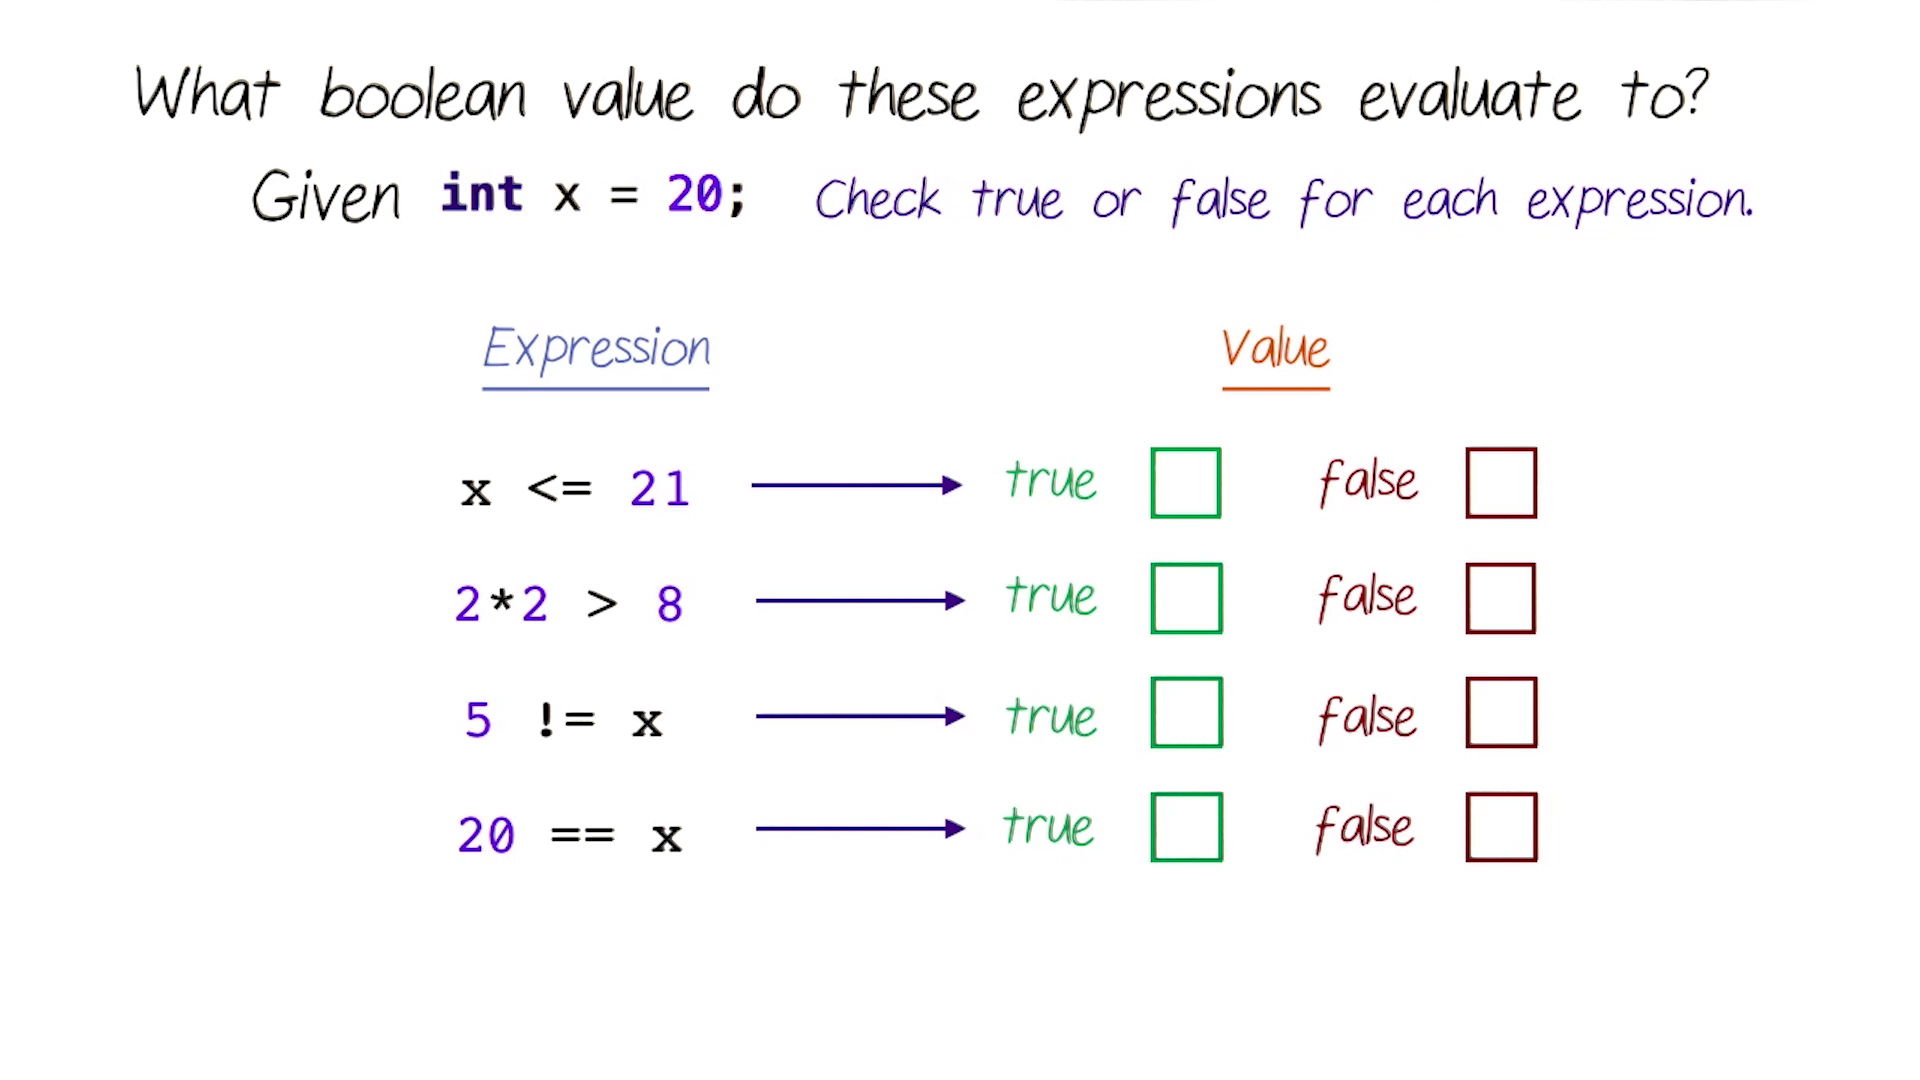 What boolean value do these expressions evaluate to?
Given int x = 20; Check true or false for each expression.
Expression Value
x <= 21 true false
2*2 > 8 true false
5 != x true false
20 == x true false